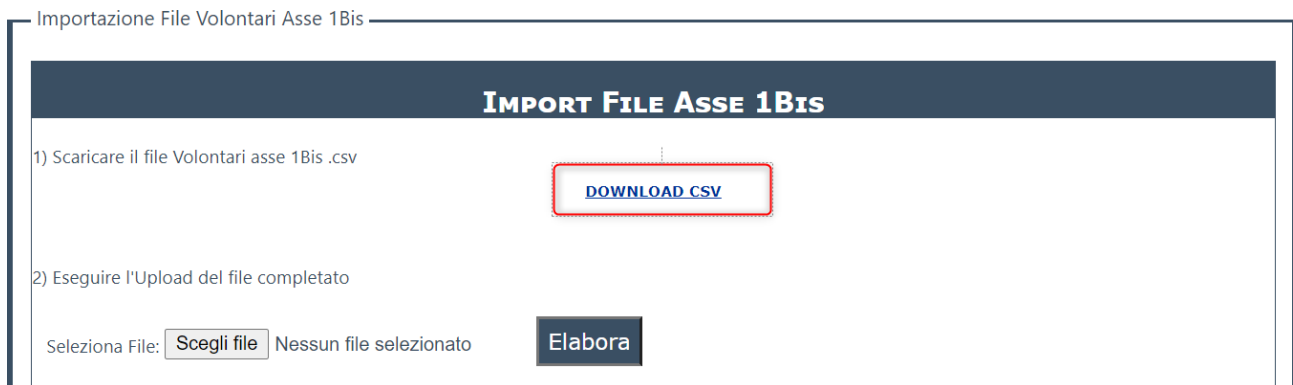 Importazione File Volontari Asse 1Bis
Import File Asse 1Bis
1) Scaricare il file Volontari asse 1Bis .csv
DOWNLOAD CSV
2) Eseguire l'Upload del file completato
Seleziona File: Scegli file Nessun file selezionato Elabora